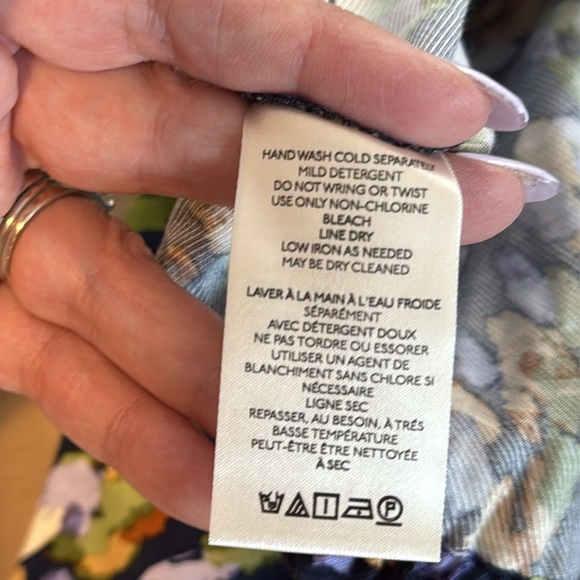 HAND WASH COLD SEPARATELY
MILD DETERGENT
DO NOT WRING OR TWIST
USE ONLY NON-CHLORINE
BLEACH
LINE DRY
LOW IRON AS NEEDED
MAY BE DRY CLEANED
LAVER À LA MAIN À L'EAU FROIDE
SÉPARÉMENT
AVEC DÉTERGENT DOUX
NE PAS TORDRE OU ESSORER
UTILISER UN AGENT DE
BLANCHIMENT SANS CHLORE SI
NÉCESSAIRE
LIGNE SEC
REPASSER, AU BESOIN, À TRÉS
BASSE TEMPÉRATURE
PEUT-ÊTRE ÊTRE NETTOYÉE
À SEC
P